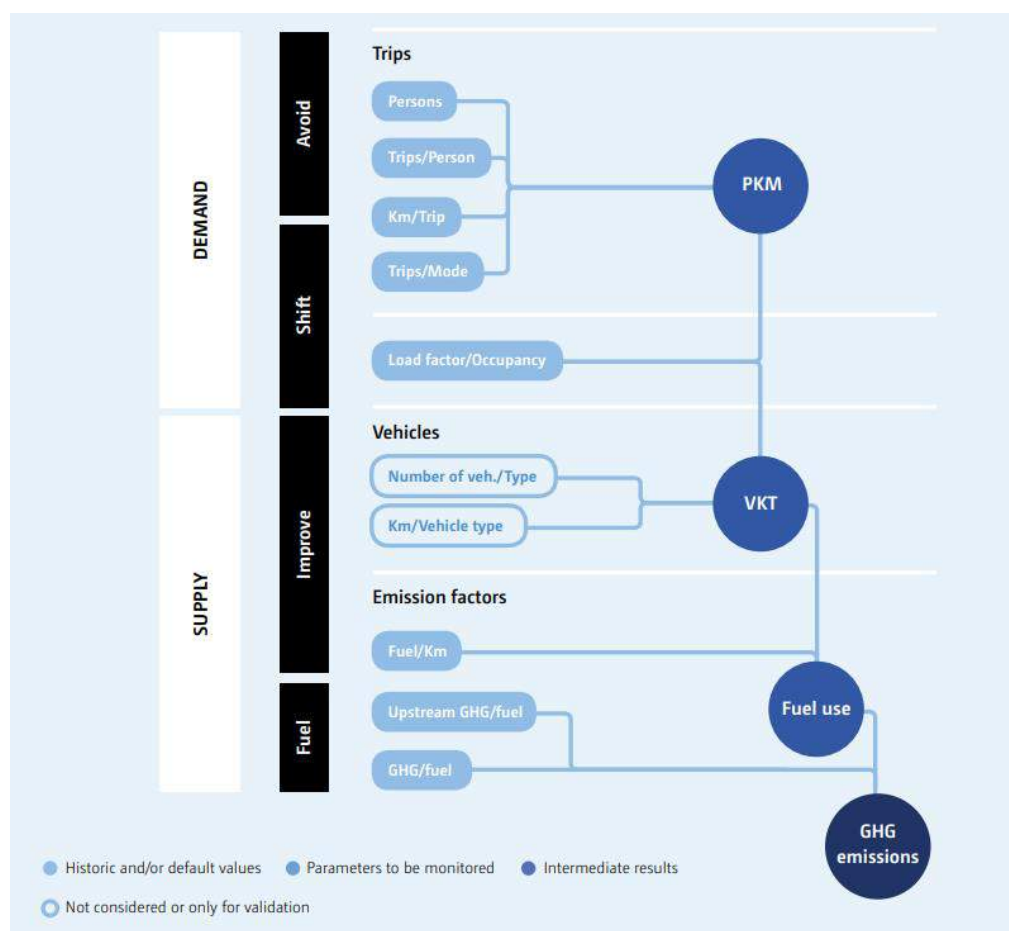 DEMAND
SUPPLY
Avoid
Shift
Improve
Fuel
Trips
Persons
Trips/Person
Km/Trip
Trips/Mode
PKM
Load factor/Occupancy
Vehicles
Number of veh./Type
Km/Vehicle type
VKT
Emission factors
Fuel/Km
Upstream GHG/fuel
GHG/fuel
Fuel use
GHG
emissions
Historic and/or default values
Parameters to be monitored
Intermediate results
Not considered or only for validation